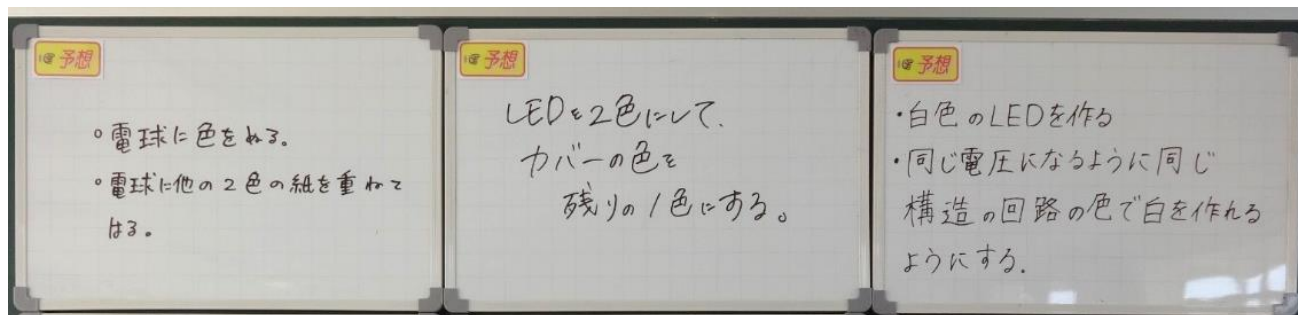 予想
。電球に色をぬる。
。電球に他の2色の紙を重ねて
はる。
予想
LEDを2色にして、
カバーの色を
残りの1色にする。
予想
・白色のLEDを作る
・同じ電圧になるように同じ
構造の回路の色で白を作れる
ようにする.